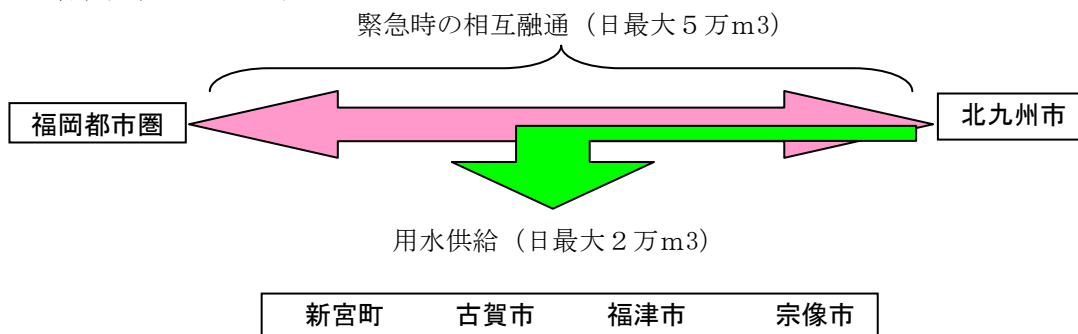 緊急時の相互融通（日最大５万m3）
福岡都市圏
北九州市
用水供給（日最大２万m3）
新宮町 古賀市 福津市 宗像市